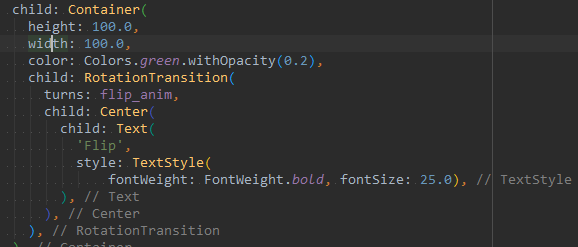 child: Container(
height: 100.0,
width: 100.0,
color: Colors.green.withOpacity(0.2),
child: RotationTransition(
turns: flip_anim,
child: Center(
child: Text(
'Flip',
style: TextStyle(
fontWeight: FontWeight.bold, fontSize: 25.0), // TextStyle
), // Text
), // Center
), // RotationTransition
), // Container